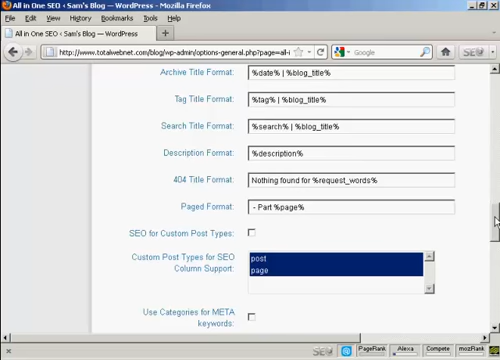 All in One SEO ‹ Sam's Blog — WordPress - Mozilla Firefox
File Edit View History Bookmarks Tools Help
All in One SEO ‹ Sam's Blog — WordPress
http://www.totalwebnet.com/blog/wp-admin/options-general.php?page=all-i
Google
SEO
Archive Title Format: %date% | %blog_title%
Tag Title Format: %tag% | %blog_title%
Search Title Format: %search% | %blog_title%
Description Format: %description%
404 Title Format: Nothing found for %request_words%
Paged Format: - Part %page%
SEO for Custom Post Types:
Custom Post Types for SEO
Column Support:
post
page
Use Categories for META
keywords:
SEO PageRank Alexa Compete mozRank